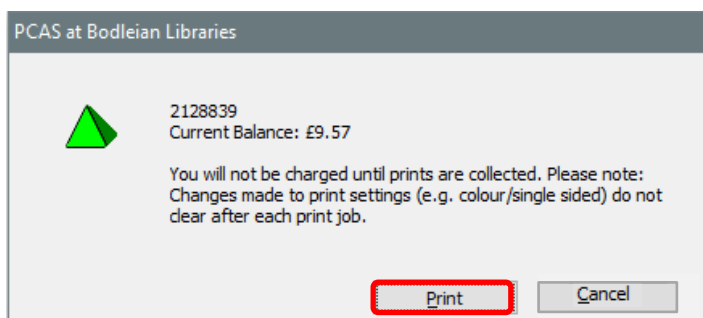 PCAS at Bodleian Libraries
2128839
Current Balance: £9.57
You will not be charged until prints are collected. Please note:
Changes made to print settings (e.g. colour/single sided) do not
clear after each print job.
Print
Cancel